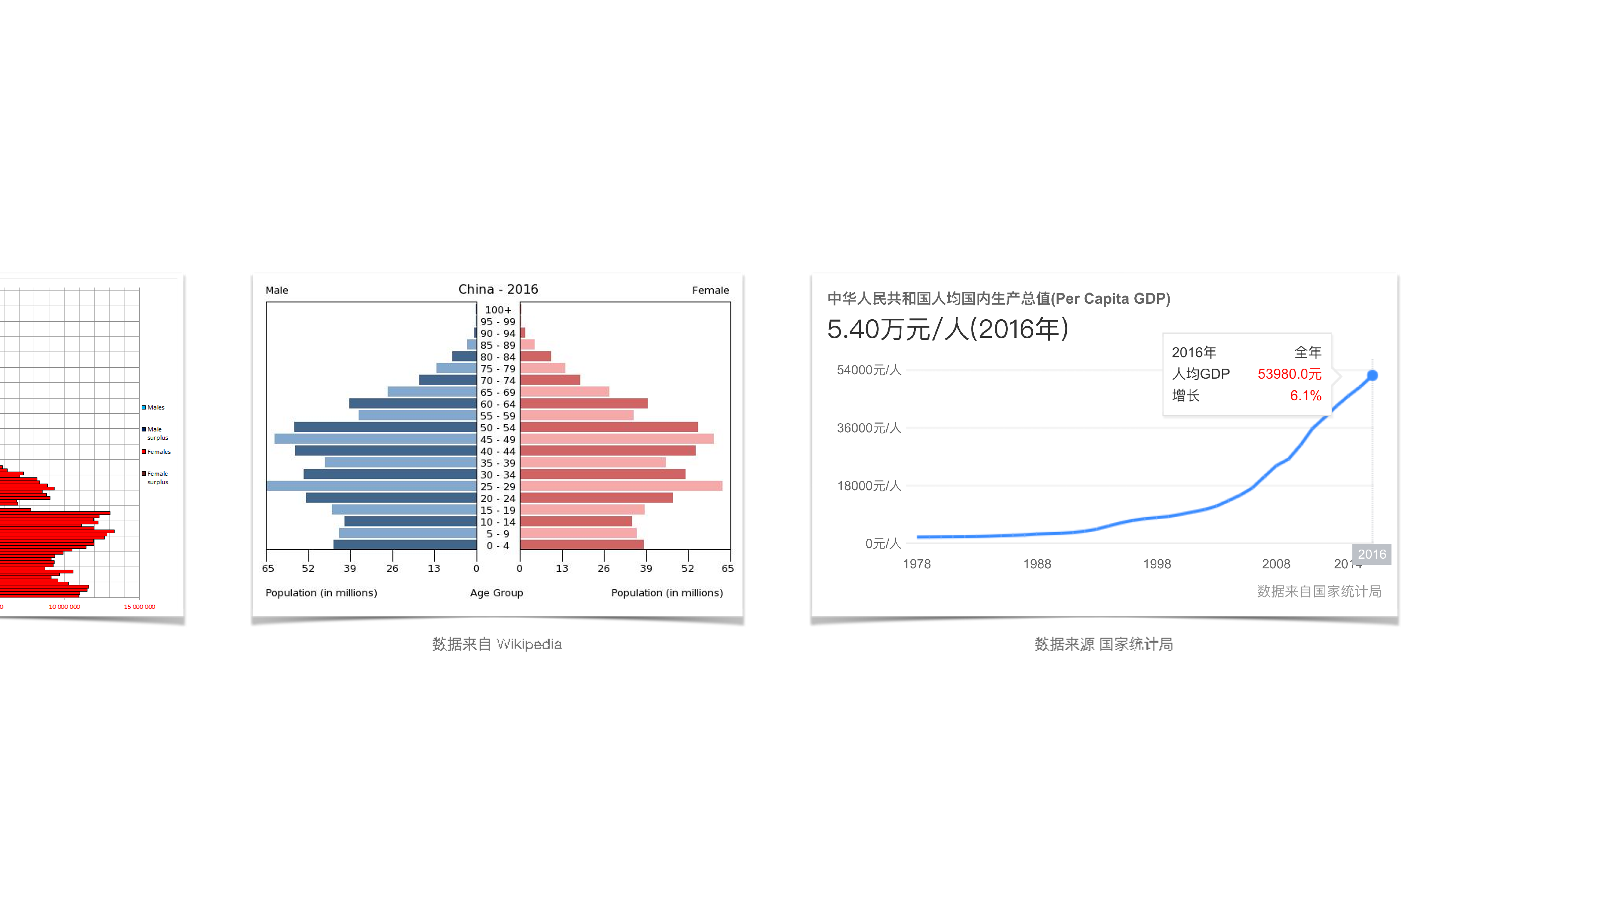 Males
Male
surplus
Females
Female
surplus
0
10 000 000
15 000 000
Male
China - 2016
Female
100+
95 - 99
90 - 94
85 - 89
80 - 84
75 - 79
70 - 74
65 - 69
60 - 64
55 - 59
50 - 54
45 - 49
40 - 44
35 - 39
30 - 34
25 - 29
20 - 24
15 - 19
10 - 14
5 - 9
0 - 4
65 52 39 26 13 0 0 13 26 39 52 65
Population (in millions)
Age Group
Population (in millions)
数据来自 Wikipedia
中华人民共和国人均国内生产总值(Per Capita GDP)
5.40万元/人(2016年)
2016年 全年
人均GDP 53980.0元
增长 6.1%
54000元/人
36000元/人
18000元/人
0元/人
1978 1988 1998 2008 2016
数据来自国家统计局
数据来源 国家统计局